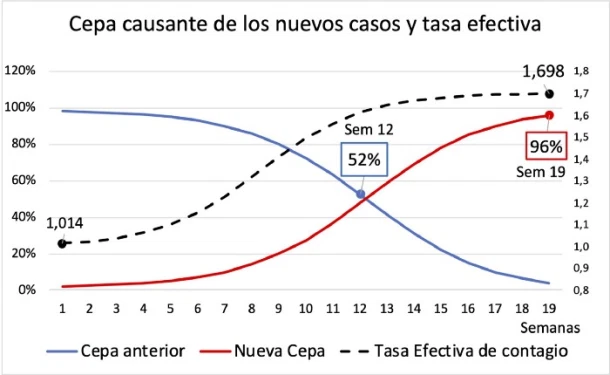 Cepa causante de los nuevos casos y tasa efectiva
120% 1,8
1,698
1,7
100% 1,6
Sem 12
1,5
80% 52% 96%
1,4
Sem 19
60% 1,3
1,014 1,2
40%
1,1
20% 1,0
0,9
0% 0,8
1 2 3 4 5 6 7 8 9 10 11 12 13 14 15 16 17 18 19
Semanas
Cepa anterior Nueva Cepa Tasa Efectiva de contagio